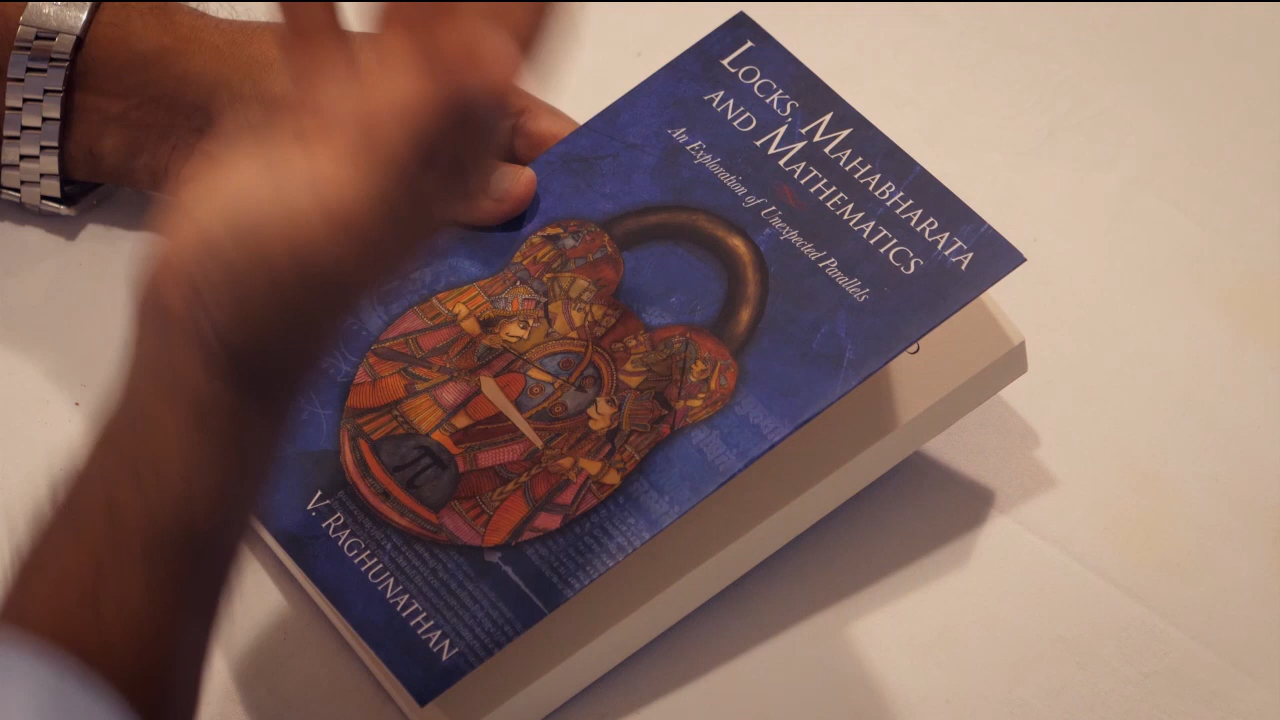 LOCKS, MAHABHARATA
AND MATHEMATICS
An Exploration of Unexpected Parallels
π
V. RAGHUNATHAN